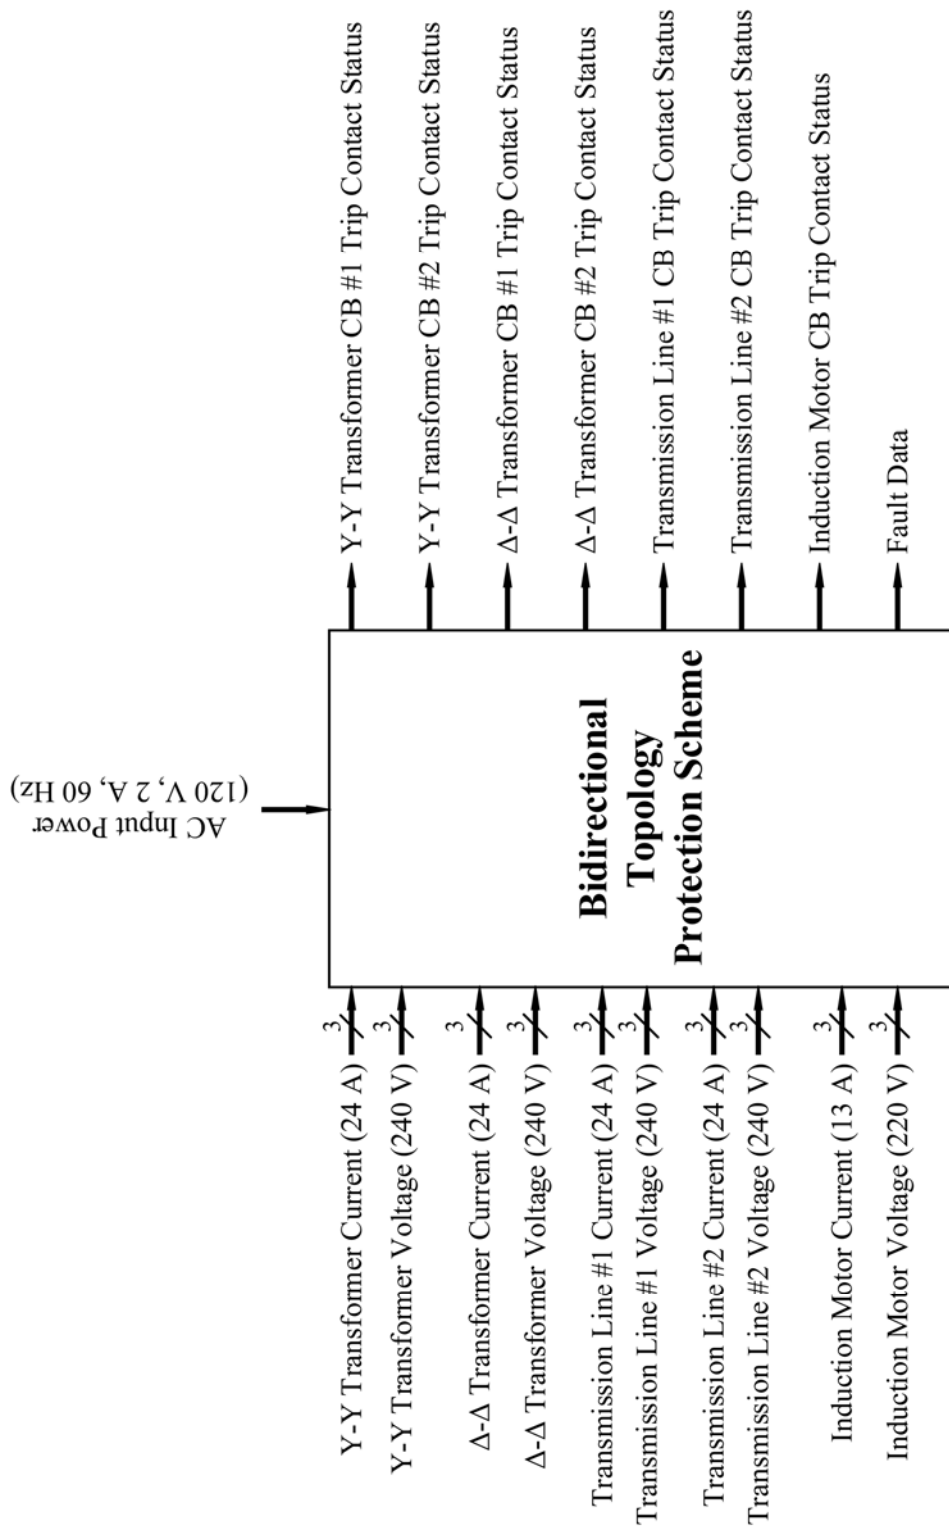 AC Input Power
(120 V, 2 A, 60 Hz)
Y-Y Transformer Current (24 A)
3
Y-Y Transformer Voltage (240 V)
3
Δ-Δ Transformer Current (24 A)
3
Δ-Δ Transformer Voltage (240 V)
3
Transmission Line #1 Current (24 A)
3
Transmission Line #1 Voltage (240 V)
3
Transmission Line #2 Current (24 A)
3
Transmission Line #2 Voltage (240 V)
3
Induction Motor Current (13 A)
3
Induction Motor Voltage (220 V)
3
Bidirectional
Topology
Protection Scheme
Y-Y Transformer CB #1 Trip Contact Status
Y-Y Transformer CB #2 Trip Contact Status
Δ-Δ Transformer CB #1 Trip Contact Status
Δ-Δ Transformer CB #2 Trip Contact Status
Transmission Line #1 CB Trip Contact Status
Transmission Line #2 CB Trip Contact Status
Induction Motor CB Trip Contact Status
Fault Data